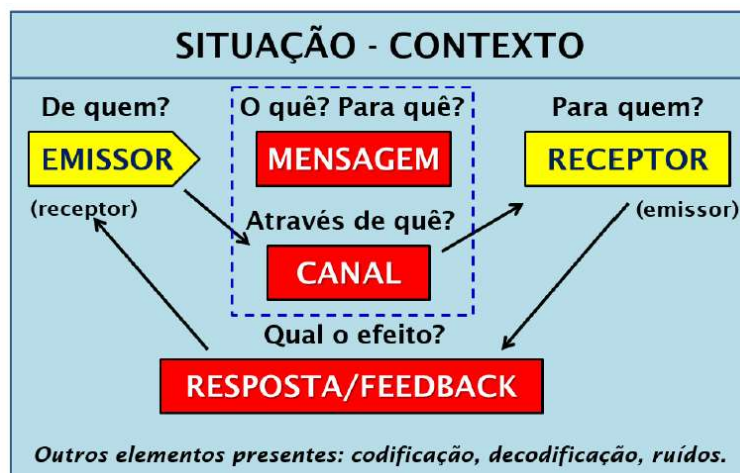 SITUAÇÃO - CONTEXTO
De quem?
O quê? Para quê?
Para quem?
EMISSOR
MENSAGEM
RECEPTOR
(receptor)
(emissor)
Através de quê?
CANAL
Qual o efeito?
RESPOSTA/FEEDBACK
Outros elementos presentes: codificação, decodificação, ruídos.